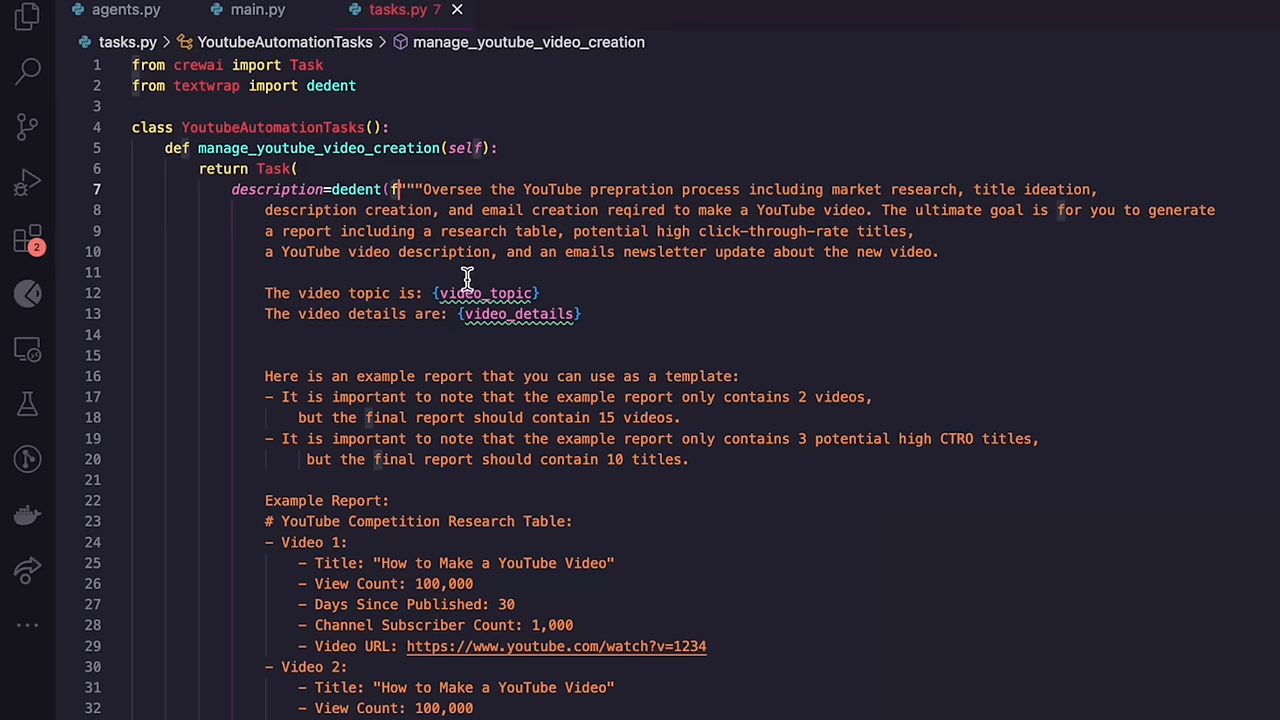 agents.py main.py tasks.py 7
tasks.py > YoutubeAutomationTasks > manage_youtube_video_creation
1 from crewai import Task
2 from textwrap import dedent
3
4 class YoutubeAutomationTasks():
5 def manage_youtube_video_creation(self):
6 return Task(
7 description=dedent(f"""Oversee the YouTube prepration process including market research, title ideation,
8 description creation, and email creation reqired to make a YouTube video. The ultimate goal is for you to generate
9 a report including a research table, potential high click-through-rate titles,
10 a YouTube video description, and an emails newsletter update about the new video.
11
12 The video topic is: {video_topic}
13 The video details are: {video_details}
14
15
16 Here is an example report that you can use as a template:
17 - It is important to note that the example report only contains 2 videos,
18 but the final report should contain 15 videos.
19 - It is important to note that the example report only contains 3 potential high CTRO titles,
20 but the final report should contain 10 titles.
21
22 Example Report:
23 # YouTube Competition Research Table:
24 - Video 1:
25 - Title: "How to Make a YouTube Video"
26 - View Count: 100,000
27 - Days Since Published: 30
28 - Channel Subscriber Count: 1,000
29 - Video URL: https://www.youtube.com/watch?v=1234
30 - Video 2:
31 - Title: "How to Make a YouTube Video"
32 - View Count: 100,000
2